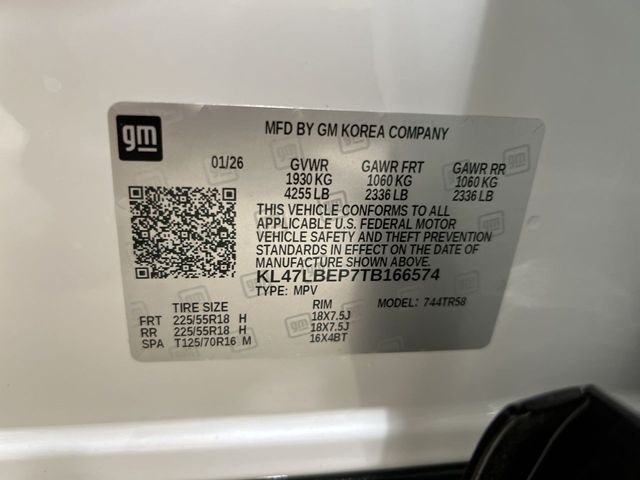 gm
MFD BY GM KOREA COMPANY
01/26 GVWR GAWR FRT GAWR RR
1930 KG 1060 KG 1060 KG
4255 LB 2336 LB 2336 LB
THIS VEHICLE CONFORMS TO ALL
APPLICABLE U.S. FEDERAL MOTOR
VEHICLE SAFETY AND THEFT PREVENTION
STANDARDS IN EFFECT ON THE DATE OF
MANUFACTURE SHOWN ABOVE.
KL47LBEP7TB166574
TYPE: MPV MODEL: 744TR58
TIRE SIZE RIM
FRT 225/55R18 H 18X7.5J
RR 225/55R18 H 18X7.5J
SPA T125/70R16 M 16X4BT